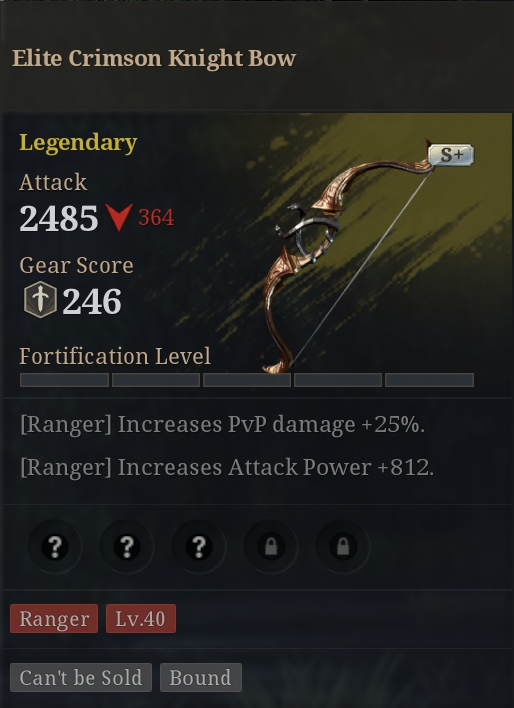 Elite Crimson Knight Bow
Legendary
S+
Attack
2485 364
Gear Score
246
Fortification Level
[Ranger] Increases PvP damage +25%.
[Ranger] Increases Attack Power +812.
? ? ?
Ranger Lv.40
Can't be Sold Bound